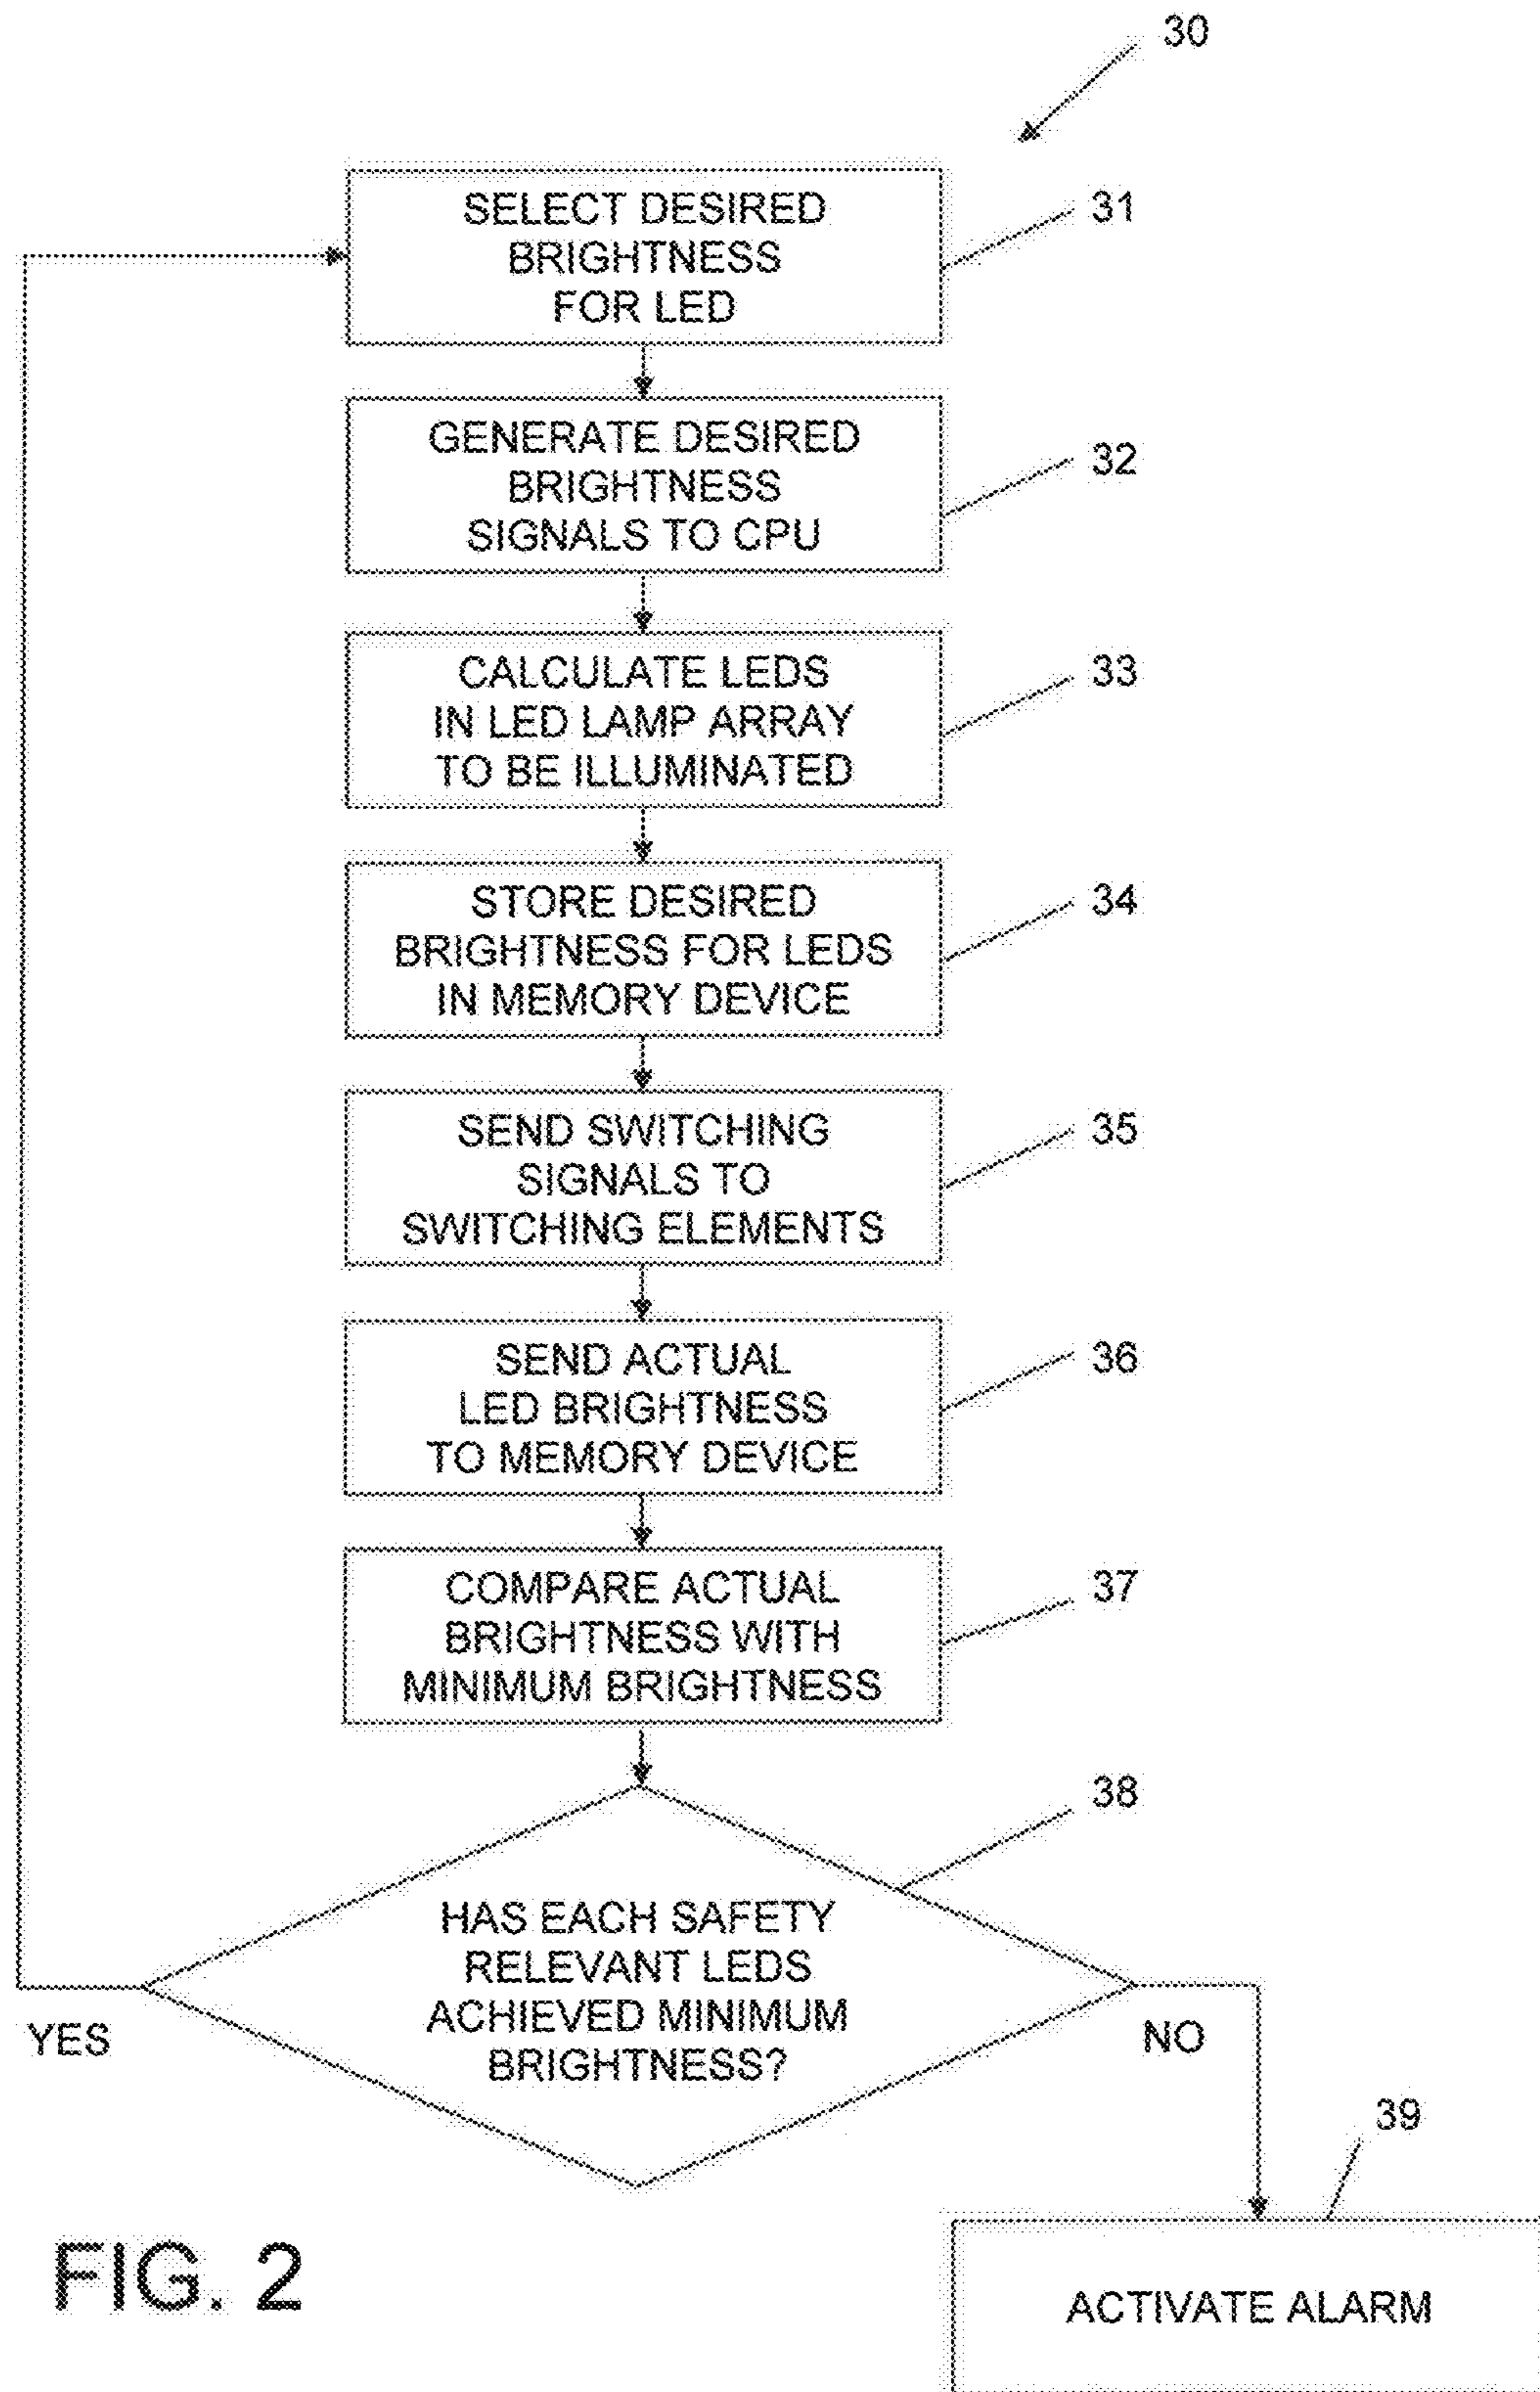 30
SELECT DESIRED
BRIGHTNESS
FOR LED
31
GENERATE DESIRED
BRIGHTNESS
SIGNALS TO CPU
32
CALCULATE LEDS
IN LED LAMP ARRAY
TO BE ILLUMINATED
33
STORE DESIRED
BRIGHTNESS FOR LEDS
IN MEMORY DEVICE
34
SEND SWITCHING
SIGNALS TO
SWITCHING ELEMENTS
35
SEND ACTUAL
LED BRIGHTNESS
TO MEMORY DEVICE
36
COMPARE ACTUAL
BRIGHTNESS WITH
MINIMUM BRIGHTNESS
37
38
HAS EACH SAFETY
RELEVANT LEDS
ACHIEVED MINIMUM
BRIGHTNESS?
YES
NO
39
ACTIVATE ALARM
FIG. 2